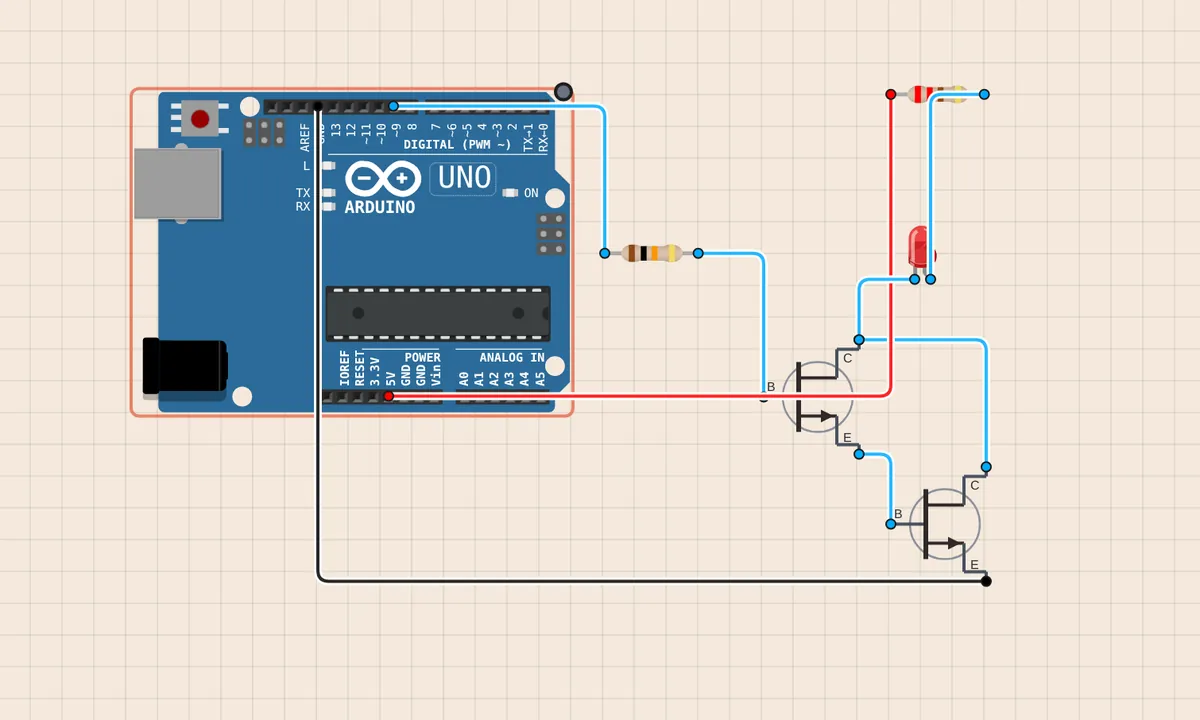 AREF
GND
13
12
~11
~10
~9
8
7
~6
~5
4
~3
2
TX→1
RX←0
DIGITAL (PWM ~)
L
TX
RX
ARDUINO
UNO
ON
IOREF
RESET
3.3V
5V
GND
GND
Vin
POWER
ANALOG IN
A0
A1
A2
A3
A4
A5
C
B
E
C
B
E